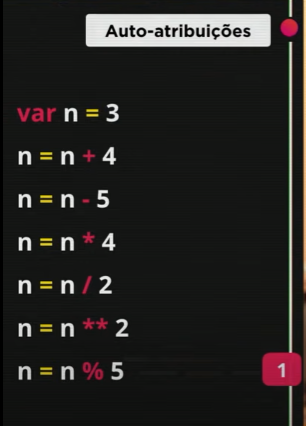 Auto-atribuições
var n = 3
n = n + 4
n = n - 5
n = n * 4
n = n / 2
n = n ** 2
n = n % 5
1